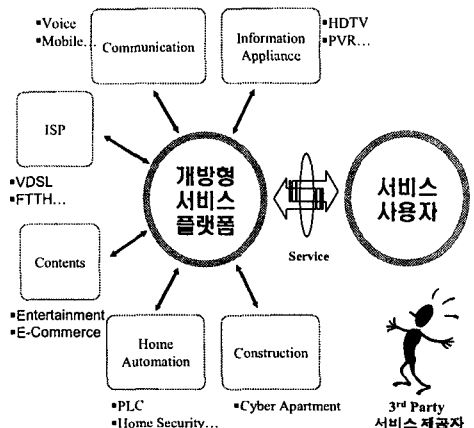 ▪Voice
▪Mobile...
Communication
Information
Appliance
▪HDTV
▪PVR...
ISP
▪VDSL
▪FTTH...
개방형
서비스
플랫폼
Service
서비스
사용자
Contents
▪Entertainment
▪E-Commerce
Home
Automation
▪PLC
▪Home Security...
Construction
▪Cyber Apartment
3rd Party
서비스 제공자